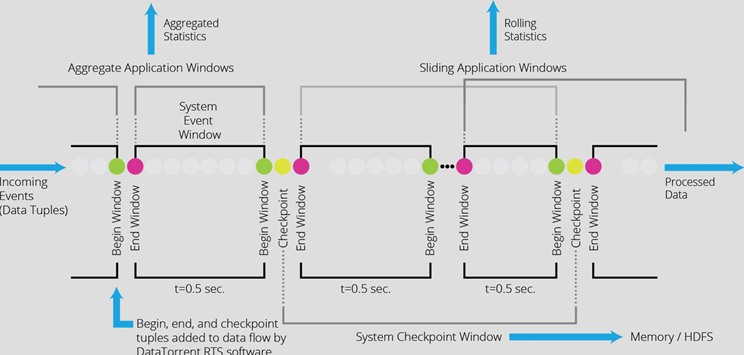 Aggregated
Statistics
Rolling
Statistics
Aggregate Application Windows
Sliding Application Windows
System
Event
Window
Incoming
Events
(Data Tuples)
Processed
Data
Begin Window
End Window
Begin Window
Checkpoint
End Window
Begin Window
End Window
Begin Window
Checkpoint
End Window
t=0.5 sec.
t=0.5 sec.
t=0.5 sec.
Begin, end, and checkpoint
tuples added to data flow by
DataTorrent RTS software
System Checkpoint Window
Memory / HDFS